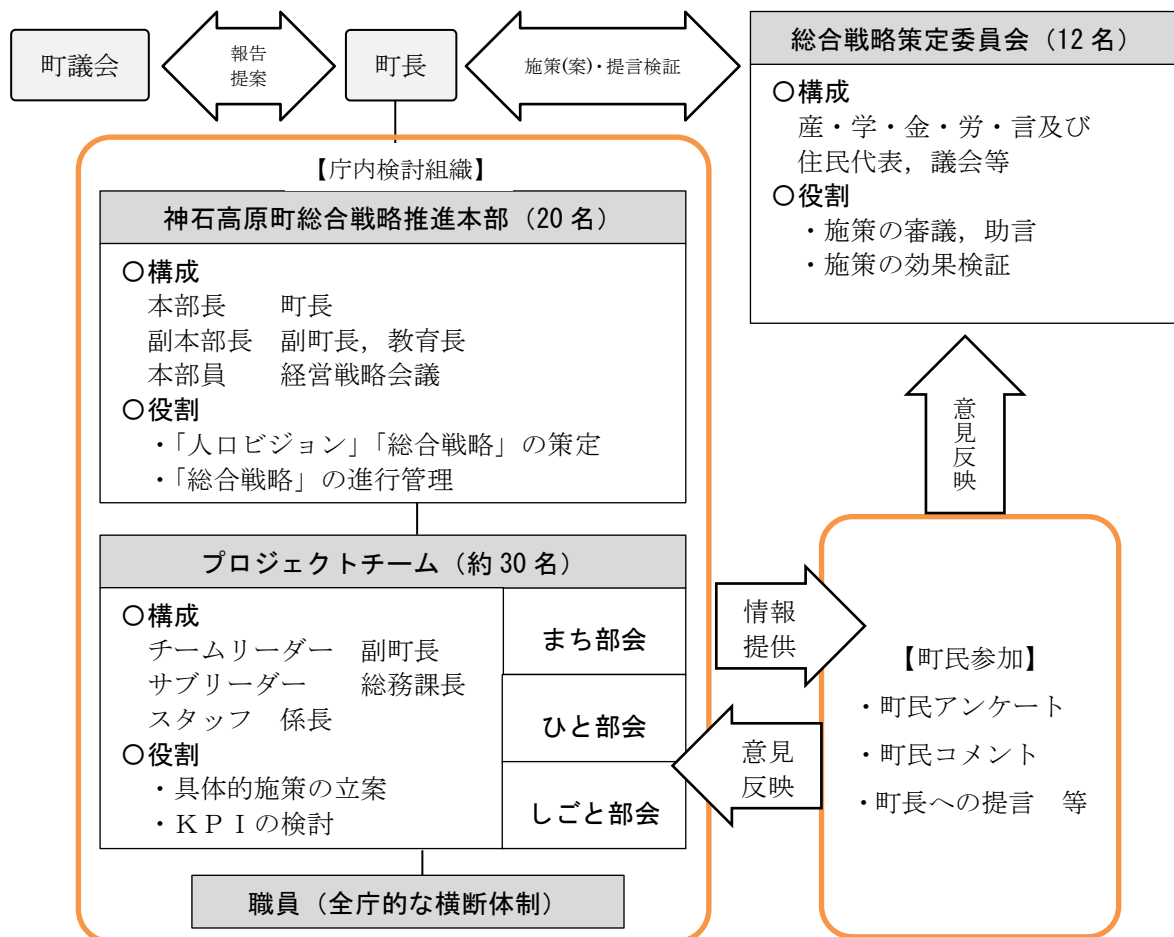 町議会
報告
提案
町長
施策(案)・提言検証
総合戦略策定委員会（12名）
○構成
産・学・金・労・言及び
住民代表，議会等
○役割
・施策の審議，助言
・施策の効果検証
【庁内検討組織】
神石高原町総合戦略推進本部（20名）
○構成
本部長　　町長
副本部長　副町長，教育長
本部員　　経営戦略会議
○役割
・「人口ビジョン」「総合戦略」の策定
・「総合戦略」の進行管理
意見反映
プロジェクトチーム（約30名）
○構成
チームリーダー　副町長
サブリーダー　　総務課長
スタッフ　係長
○役割
・具体的施策の立案
・ＫＰＩの検討
まち部会
ひと部会
しごと部会
情報
提供
意見
反映
【町民参加】
・町民アンケート
・町民コメント
・町長への提言　等
職員（全庁的な横断体制）